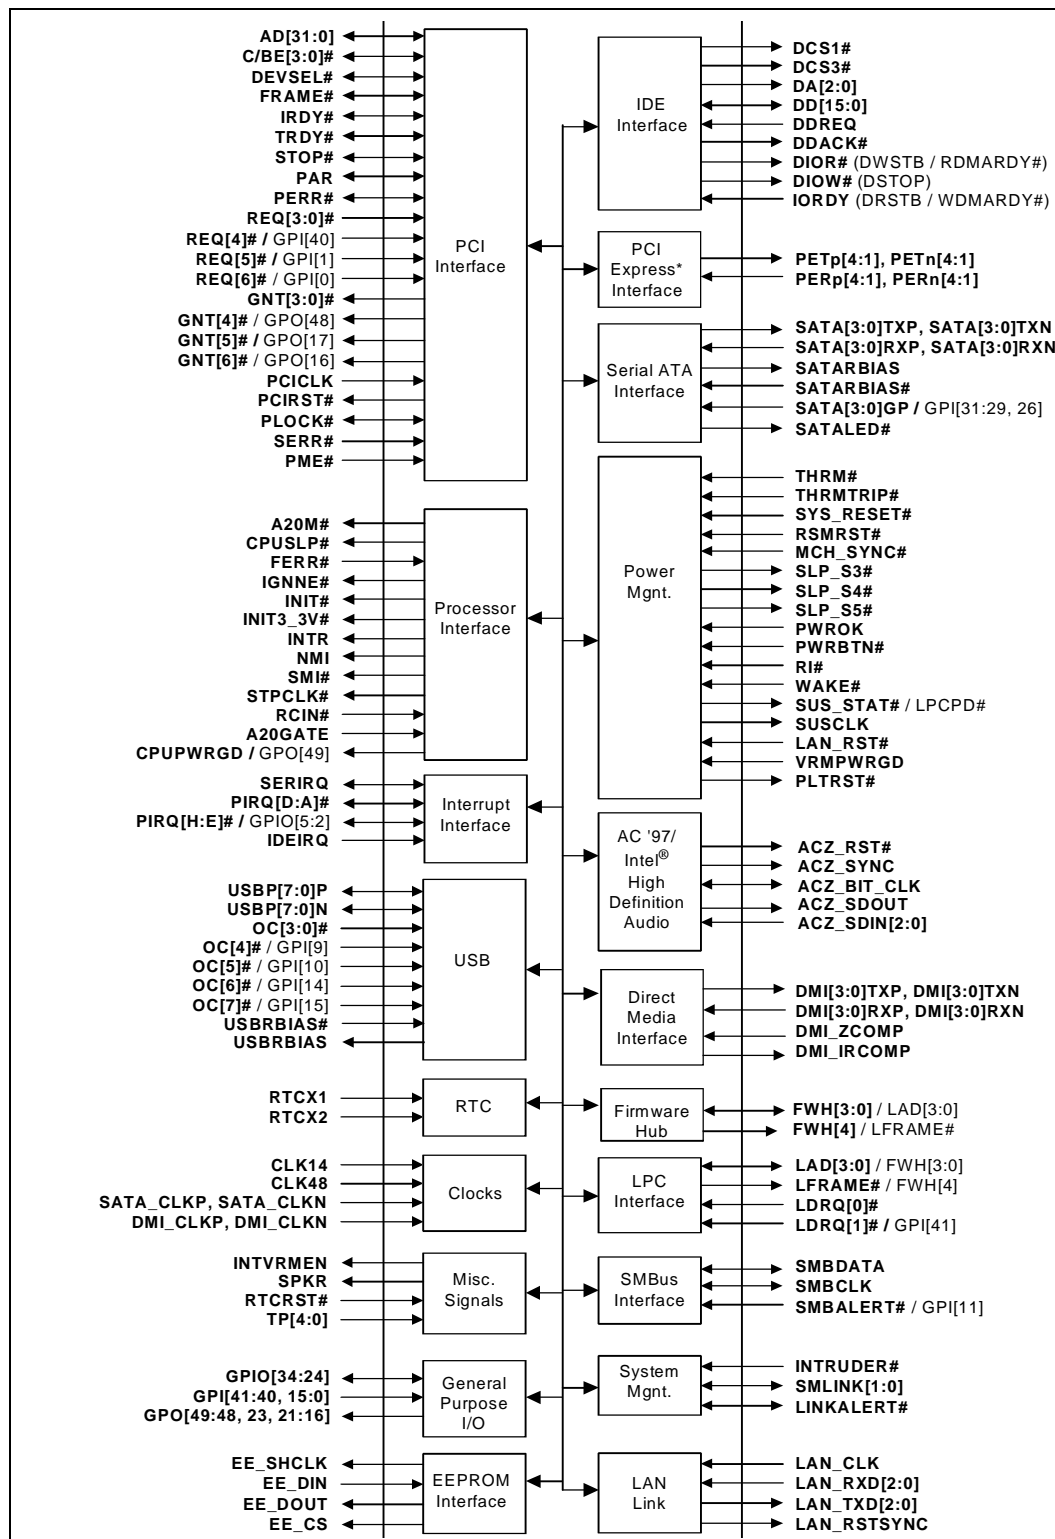 AD[31:0]
C/BE[3:0]#
DEVSEL#
FRAME#
IRDY#
TRDY#
STOP#
PAR
PERR#
REQ[3:0]#
REQ[4]# / GPI[40]
REQ[5]# / GPI[1]
REQ[6]# / GPI[0]
GNT[3:0]#
GNT[4]# / GPO[48]
GNT[5]# / GPO[17]
GNT[6]# / GPO[16]
PCICLK
PCIRST#
PLOCK#
SERR#
PME#
PCI
Interface
A20M#
CPUSLP#
FERR#
IGNNE#
INIT#
INIT3_3V#
INTR
NMI
SMI#
STPCLK#
RCIN#
A20GATE
CPUPWRGD / GPO[49]
Processor
Interface
SERIRQ
PIRQ[D:A]#
PIRQ[H:E]# / GPIO[5:2]
IDEIRQ
Interrupt
Interface
USBP[7:0]P
USBP[7:0]N
OC[3:0]#
OC[4]# / GPI[9]
OC[5]# / GPI[10]
OC[6]# / GPI[14]
OC[7]# / GPI[15]
USBRBIAS#
USBRBIAS
USB
RTCX1
RTCX2
RTC
CLK14
CLK48
SATA_CLKP, SATA_CLKN
DMI_CLKP, DMI_CLKN
Clocks
INTVRMEN
SPKR
RTCRST#
TP[4:0]
Misc.
Signals
GPIO[34:24]
GPI[41:40, 15:0]
GPO[49:48, 23, 21:16]
General
Purpose
I/O
EE_SHCLK
EE_DIN
EE_DOUT
EE_CS
EEPROM
Interface
IDE
Interface
DCS1#
DCS3#
DA[2:0]
DD[15:0]
DDREQ
DDACK#
DIOR# (DWSTB / RDMARDY#)
DIOW# (DSTOP)
IORDY (DRSTB / WDMARDY#)
PCI
Express*
Interface
PETp[4:1], PETn[4:1]
PERp[4:1], PERn[4:1]
Serial ATA
Interface
SATA[3:0]TXP, SATA[3:0]TXN
SATA[3:0]RXP, SATA[3:0]RXN
SATARBIAS
SATARBIAS#
SATA[3:0]GP / GPI[31:29, 26]
SATALED#
Power
Mgnt.
THRM#
THRMTRIP#
SYS_RESET#
RSMRST#
MCH_SYNC#
SLP_S3#
SLP_S4#
SLP_S5#
PWROK
PWRBTN#
RI#
WAKE#
SUS_STAT# / LPCPD#
SUSCLK
LAN_RST#
VRMPWRGD
PLTRST#
AC '97/
Intel®
High
Definition
Audio
ACZ_RST#
ACZ_SYNC
ACZ_BIT_CLK
ACZ_SDOUT
ACZ_SDIN[2:0]
Direct
Media
Interface
DMI[3:0]TXP, DMI[3:0]TXN
DMI[3:0]RXP, DMI[3:0]RXN
DMI_ZCOMP
DMI_IRCOMP
Firmware
Hub
FWH[3:0] / LAD[3:0]
FWH[4] / LFRAME#
LPC
Interface
LAD[3:0] / FWH[3:0]
LFRAME# / FWH[4]
LDRQ[0]#
LDRQ[1]# / GPI[41]
SMBus
Interface
SMBDATA
SMBCLK
SMBALERT# / GPI[11]
System
Mgnt.
INTRUDER#
SMLINK[1:0]
LINKALERT#
LAN
Link
LAN_CLK
LAN_RXD[2:0]
LAN_TXD[2:0]
LAN_RSTSYNC